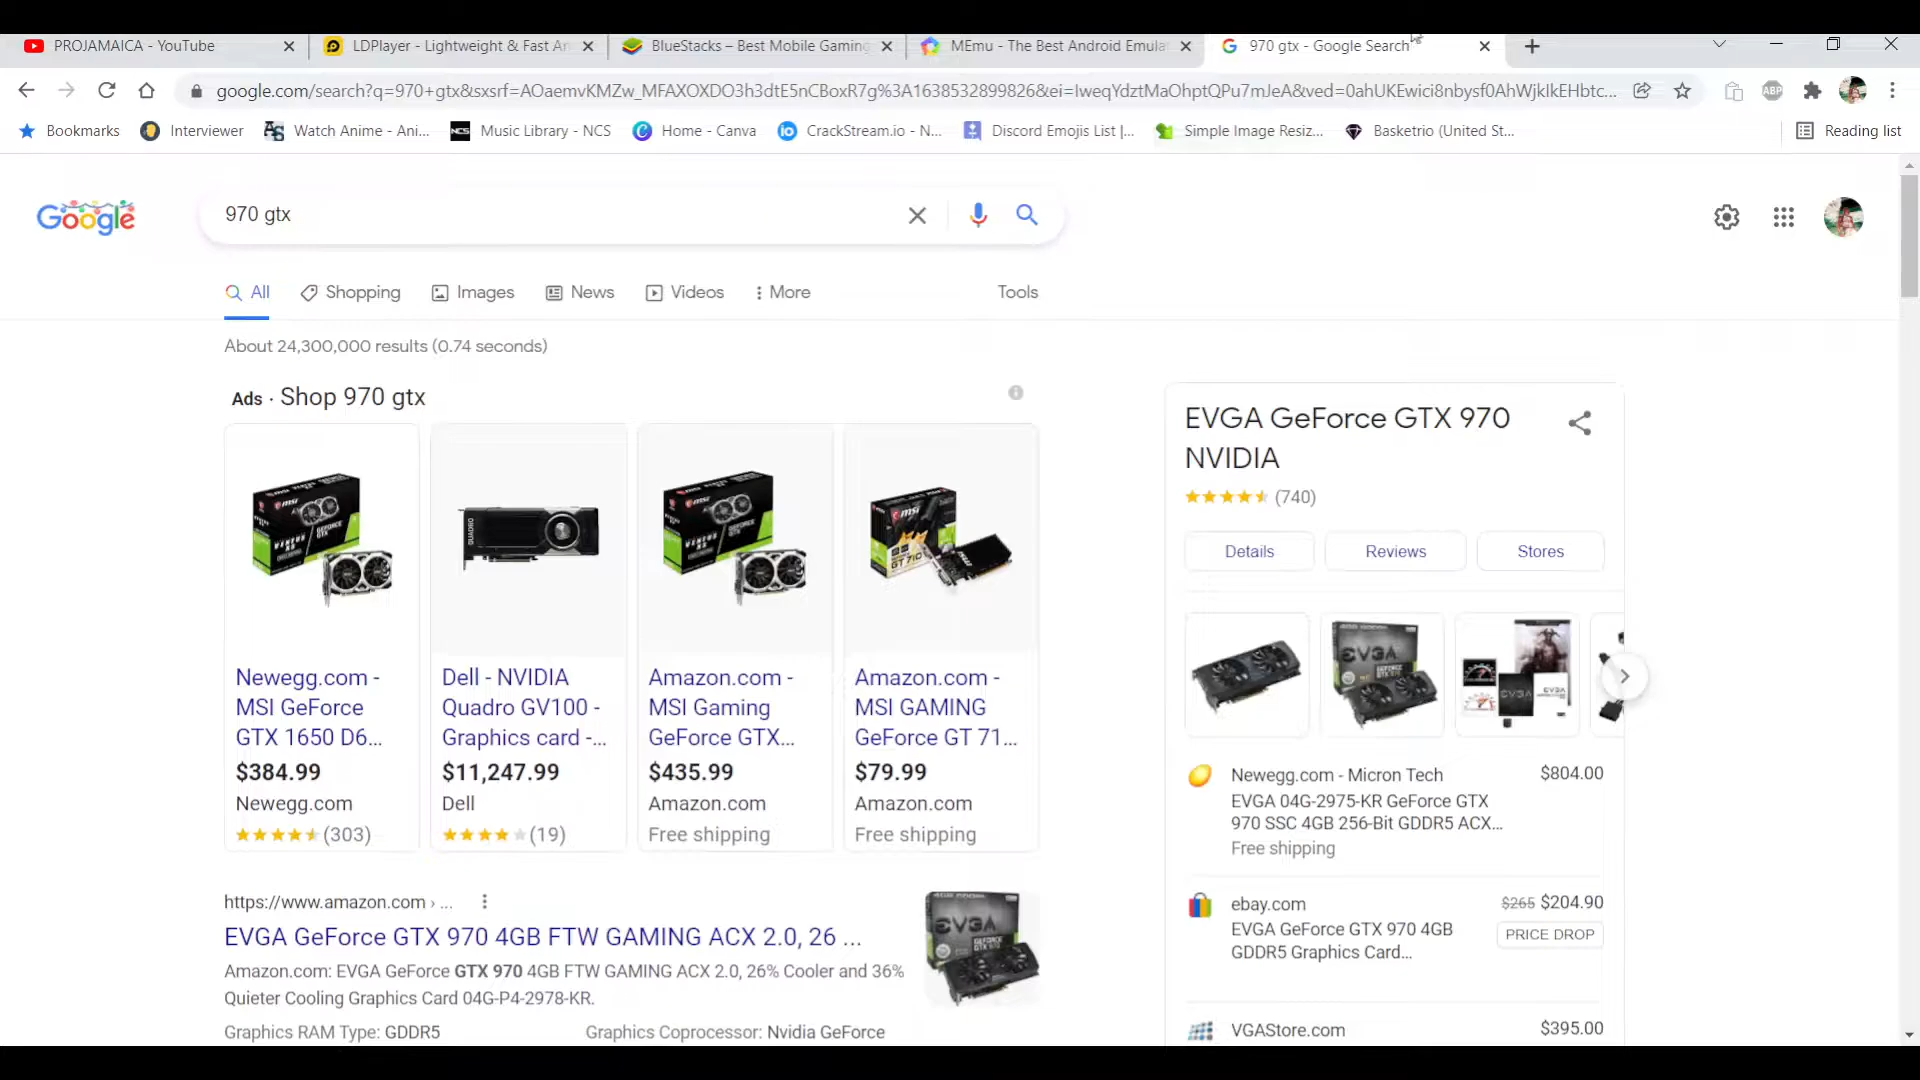 PROJAMAICA - YouTube
LDPlayer - Lightweight & Fast An
BlueStacks – Best Mobile Gaming
MEmu - The Best Android Emulat
970 gtx - Google Search
google.com/search?q=970+gtx&sxsrf=AOaemvKMZw_MFAXOXDO3h3dtE5nCBoxR7g%3A1638532899826&ei=IweqYdztMaOhptQPu7mJeA&ved=0ahUKEwici8nbysf0AhWjkIkEHbtc...
ABP
Bookmarks
Interviewer
Watch Anime - Ani...
NCS
Music Library - NCS
Home - Canva
CrackStream.io - N...
Discord Emojis List |...
Simple Image Resiz...
Basketrio (United St...
Reading list
Google
970 gtx
All
Shopping
Images
News
Videos
More
Tools
About 24,300,000 results (0.74 seconds)
Ads · Shop 970 gtx
Newegg.com -
MSI GeForce
GTX 1650 D6...
$384.99
Newegg.com
(303)
Dell - NVIDIA
Quadro GV100 -
Graphics card -...
$11,247.99
Dell
(19)
Amazon.com -
MSI Gaming
GeForce GTX...
$435.99
Amazon.com
Free shipping
Amazon.com -
MSI GAMING
GeForce GT 71...
$79.99
Amazon.com
Free shipping
https://www.amazon.com › ...
EVGA GeForce GTX 970 4GB FTW GAMING ACX 2.0, 26 ...
Amazon.com: EVGA GeForce GTX 970 4GB FTW GAMING ACX 2.0, 26% Cooler and 36%
Quieter Cooling Graphics Card 04G-P4-2978-KR.
Graphics RAM Type: GDDR5
Graphics Coprocessor: Nvidia GeForce
EVGA GeForce GTX 970
NVIDIA
(740)
Details
Reviews
Stores
Newegg.com - Micron Tech
$804.00
EVGA 04G-2975-KR GeForce GTX
970 SSC 4GB 256-Bit GDDR5 ACX...
Free shipping
ebay.com
$265 $204.90
EVGA GeForce GTX 970 4GB
GDDR5 Graphics Card...
PRICE DROP
VGAStore.com
$395.00